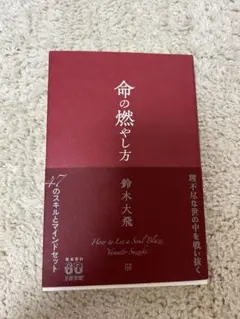 命の燃やし方
鈴木大飛
How to Let a Soul Blaze
Yamato Suzuki
理不尽な世の中を戦い抜く
47のスキルとマインドセット